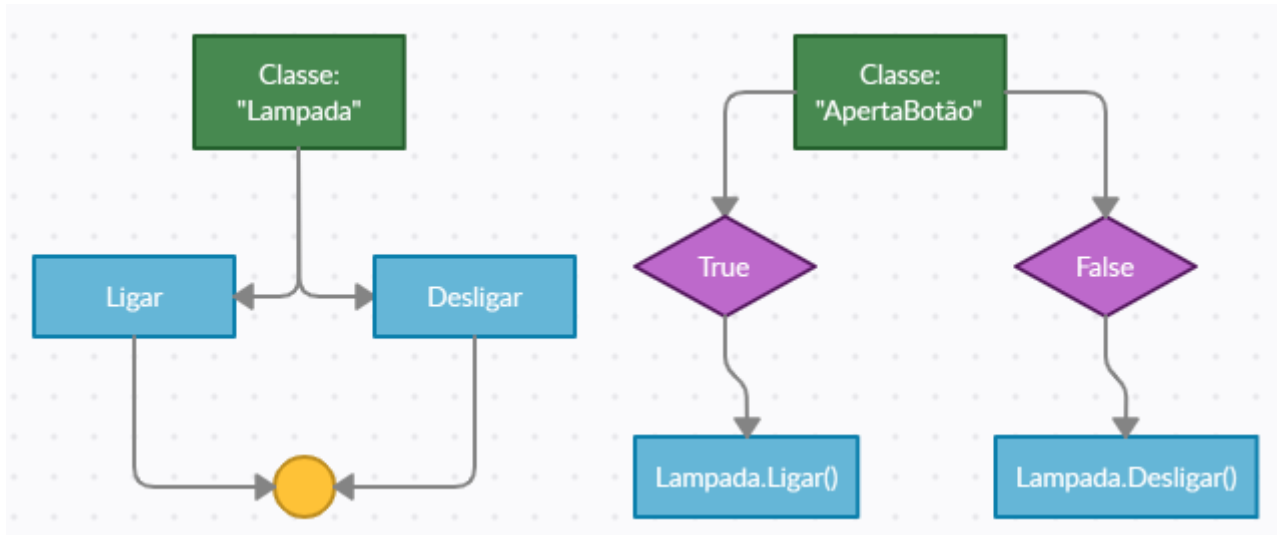 Classe:
"Lampada"
Ligar
Desligar
Classe:
"ApertaBotão"
True
False
Lampada.Ligar()
Lampada.Desligar()